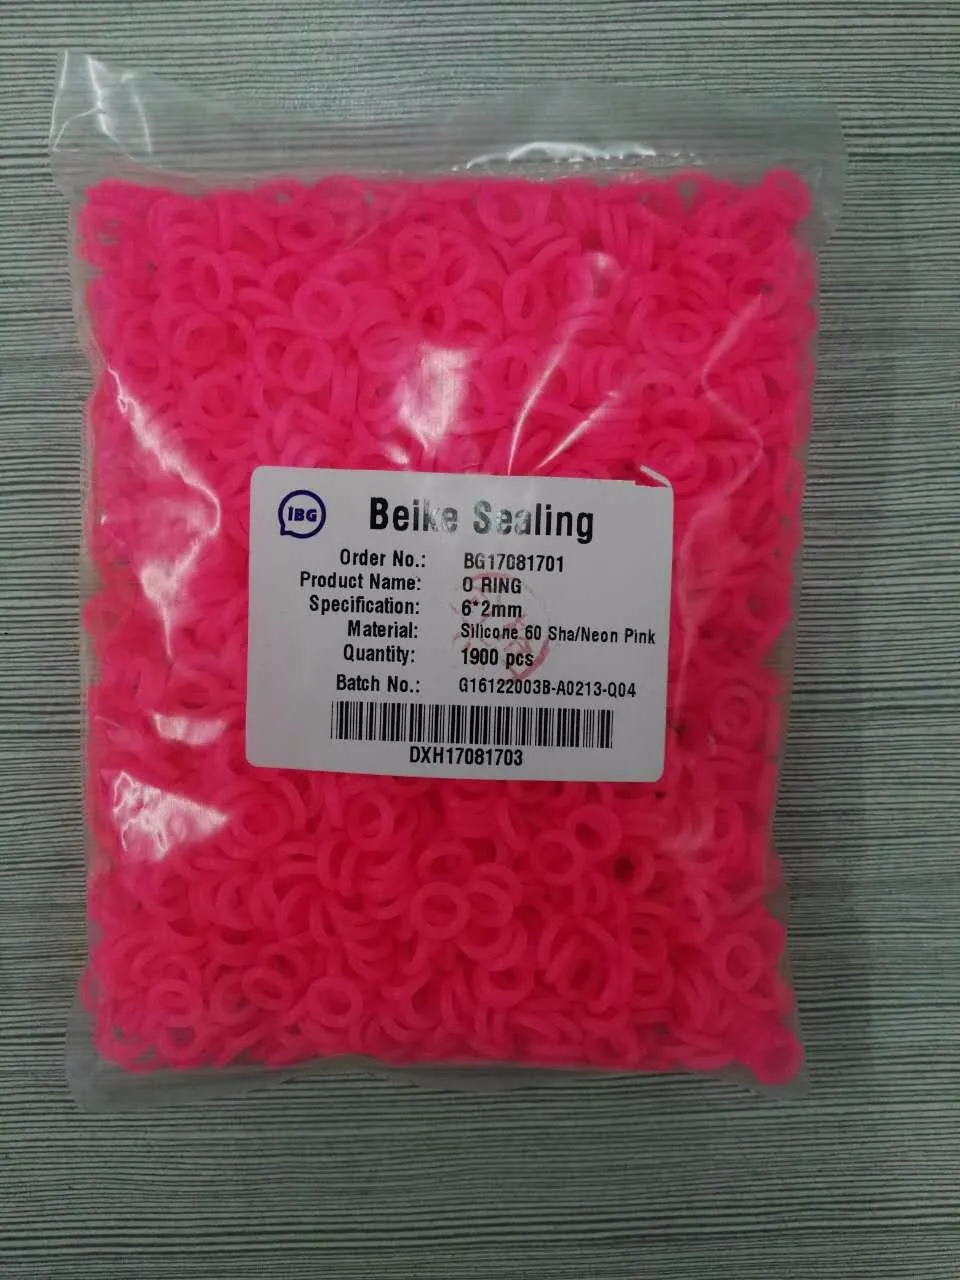 IBG
Beike Sealing
Order No.: BG17081701
Product Name: O RING
Specification: 6*2mm
Material: Silicone 60 Sha/Neon Pink
Quantity: 1900 pcs
Batch No.: G16122003B-A0213-Q04
DXH17081703